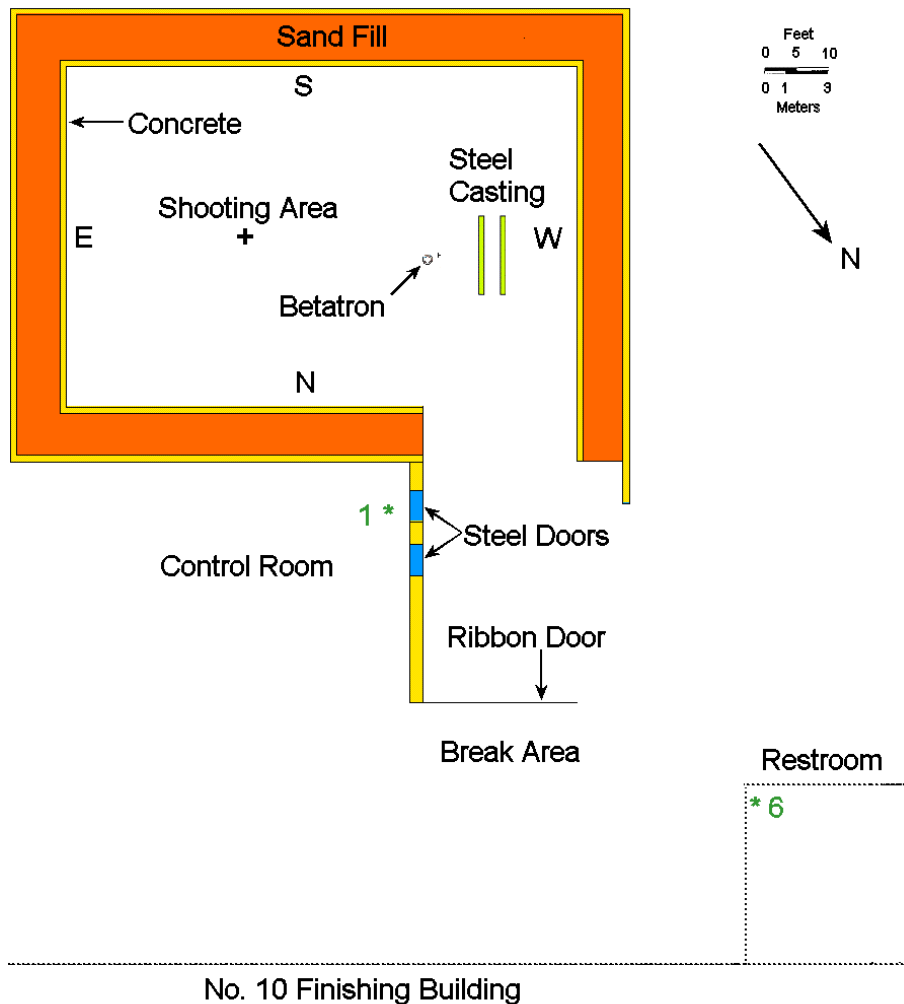 Sand Fill
Feet
0 5 10
0 1 3
Meters
S
Concrete
Steel
Casting
Shooting Area
+
E
W
N
Betatron
N
1 *
Steel Doors
Control Room
Ribbon Door
Break Area
Restroom
* 6
No. 10 Finishing Building